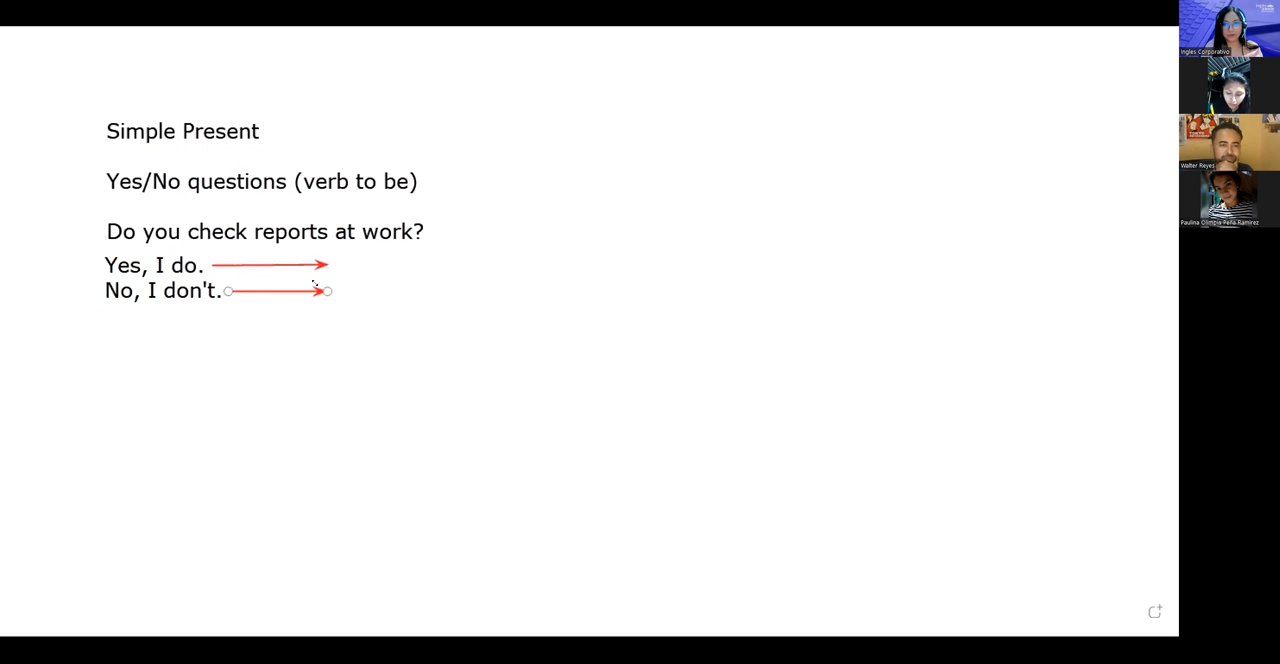 Simple Present
Yes/No questions (verb to be)
Do you check reports at work?
Yes, I do.
No, I don't.
Ingles Corporativo
Walter Reyes
Paulina Olimpia Peña Ramirez